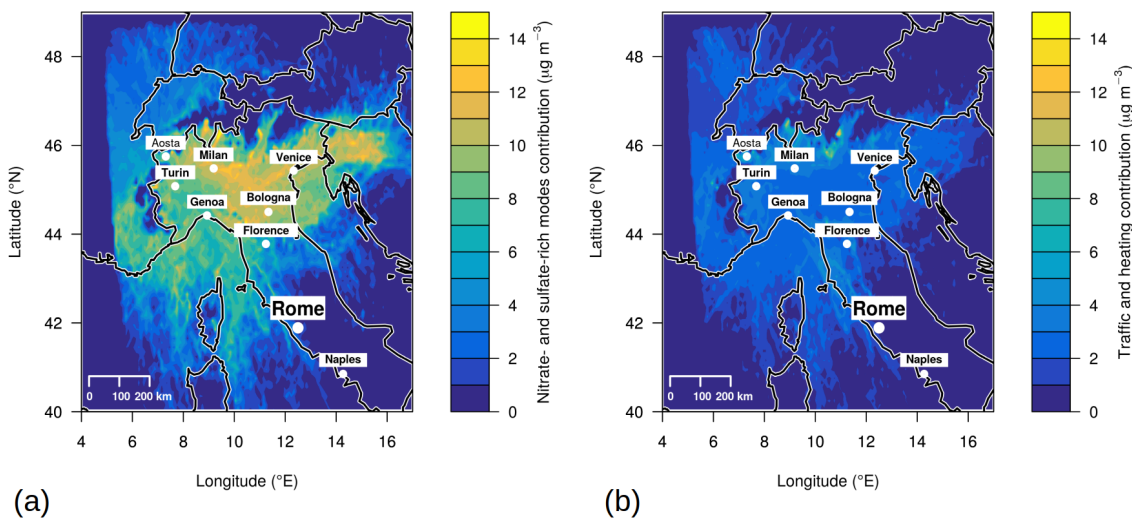 48
46
44
42
40
Latitude (°N)
Aosta
Milan
Turin
Venice
Genoa
Bologna
Florence
Rome
Naples
0 100 200 km
4 6 8 10 12 14 16
Longitude (°E)
14
12
10
8
6
4
2
0
Nitrate- and sulfate-rich modes contribution (µg m⁻³)
(a)
48
46
44
42
40
Latitude (°N)
Aosta
Milan
Turin
Venice
Genoa
Bologna
Florence
Rome
Naples
0 100 200 km
4 6 8 10 12 14 16
Longitude (°E)
14
12
10
8
6
4
2
0
Traffic and heating contribution (µg m⁻³)
(b)